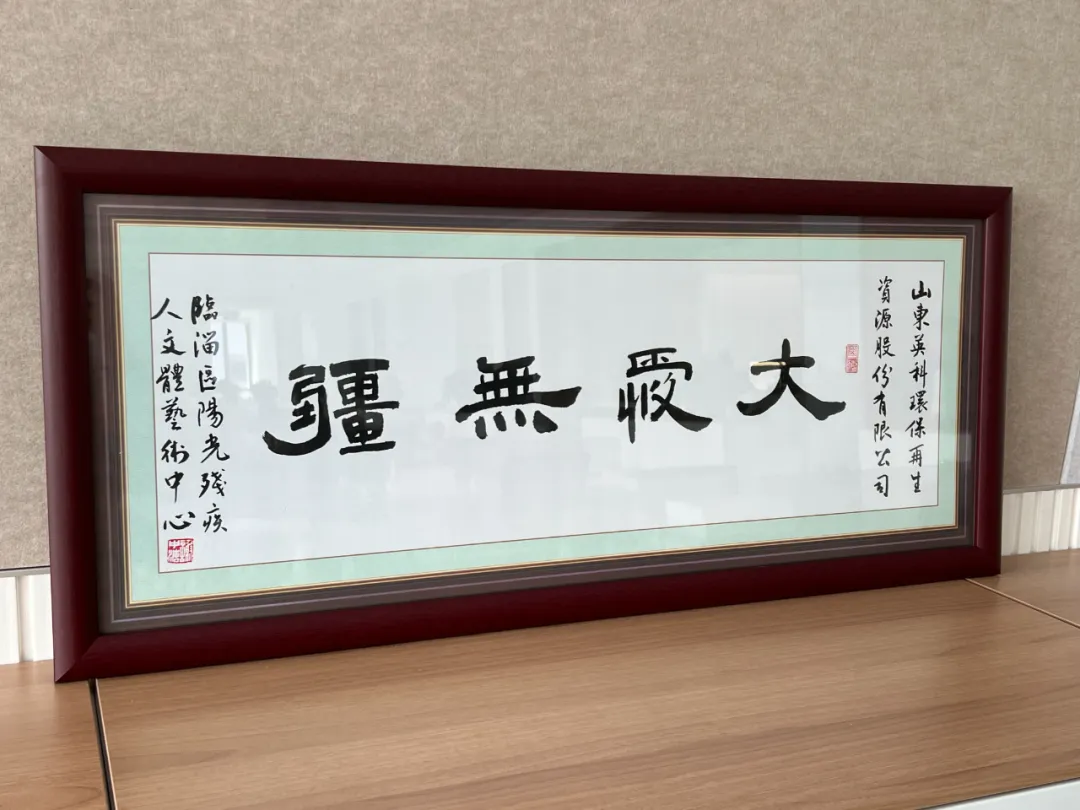 山東英科環保再生
資源股份有限公司
大愛無疆
臨淄區陽光殘疾
人文體藝術中心